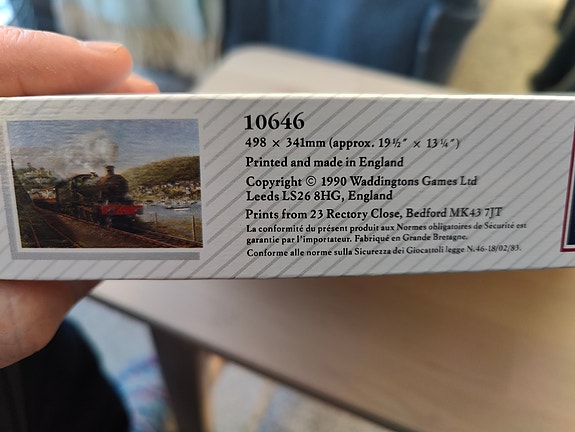 10646
498 × 341mm (approx. 19½″ × 13¼″)
Printed and made in England
Copyright © 1990 Waddingtons Games Ltd
Leeds LS26 8HG, England
Prints from 23 Rectory Close, Bedford MK43 7JT
La conformité du présent produit aux Normes obligatoires de Sécurité est
garantie par l'importateur. Fabriqué en Grande Bretagne.
Conforme alle norme sulla Sicurezza dei Giocattoli legge N.46-18/02/83.